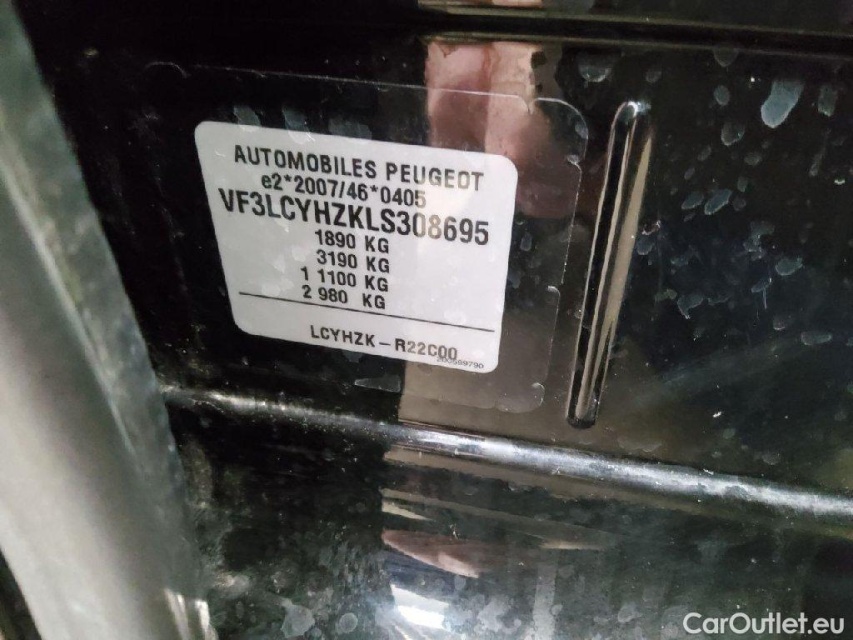 AUTOMOBILES PEUGEOT
e2*2007/46*0405
VF3LCYHZKLS308695
1890 KG
3190 KG
1 1100 KG
2 980 KG
LCYHZK-R22C00
CarOutlet.eu